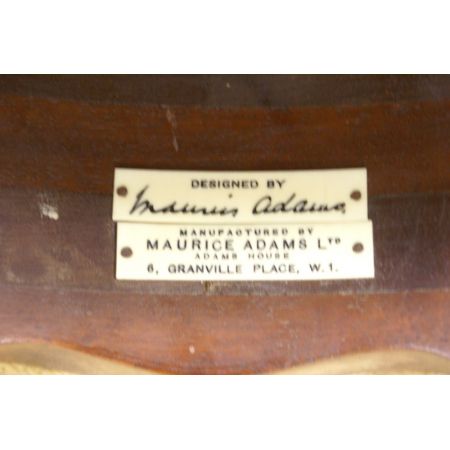 DESIGNED BY
Maurice Adams.
MANUFACTURED BY
MAURICE ADAMS LTD
ADAMS HOUSE
6, GRANVILLE PLACE, W.1.